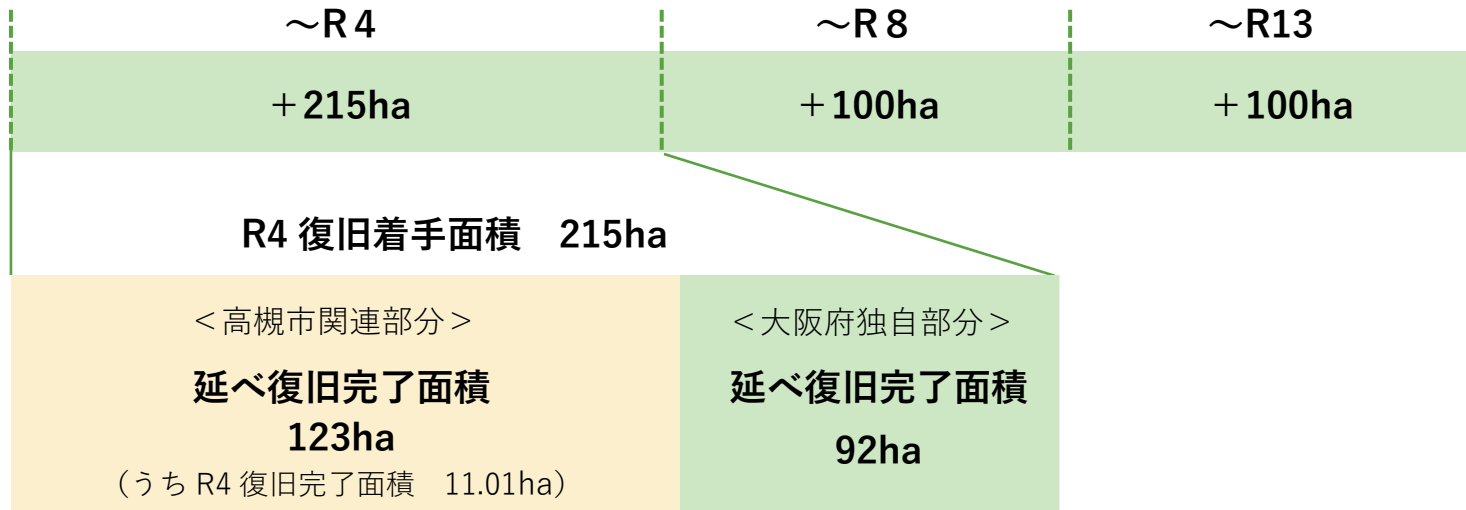 ～R４
～R８
～R13
＋215ha
＋100ha
＋100ha
R4 復旧着手面積　215ha
＜高槻市関連部分＞
延べ復旧完了面積
123ha
（うち R4 復旧完了面積　11.01ha）
＜大阪府独自部分＞
延べ復旧完了面積
92ha